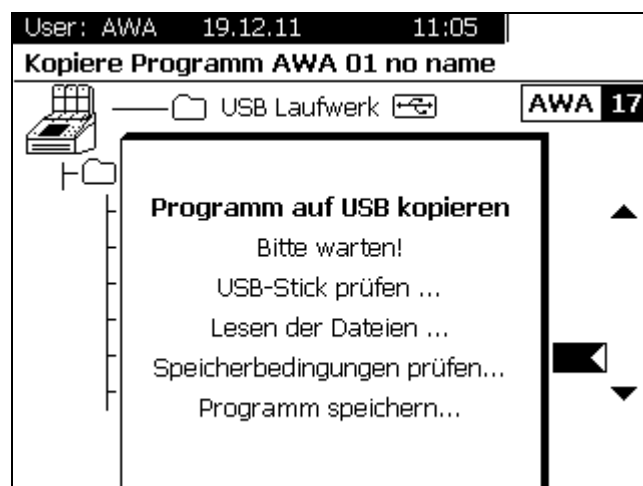 User: AWA 19.12.11 11:05
Kopiere Programm AWA 01 no name
USB Laufwerk
AWA 17
Programm auf USB kopieren
Bitte warten!
USB-Stick prüfen ...
Lesen der Dateien ...
Speicherbedingungen prüfen...
Programm speichern...